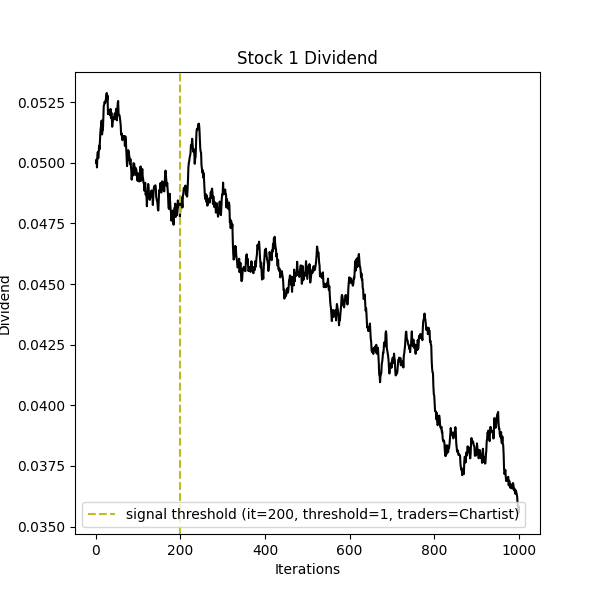 Stock 1 Dividend
Dividend
0.0525
0.0500
0.0475
0.0450
0.0425
0.0400
0.0375
0.0350
signal threshold (it=200, threshold=1, traders=Chartist)
0 200 400 600 800 1000
Iterations